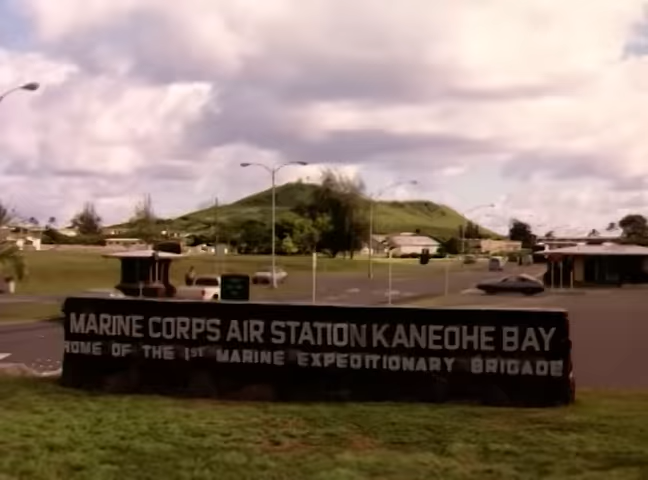 MARINE CORPS AIR STATION KANEOHE BAY
HOME OF THE 1st MARINE EXPEDITIONARY BRIGADE